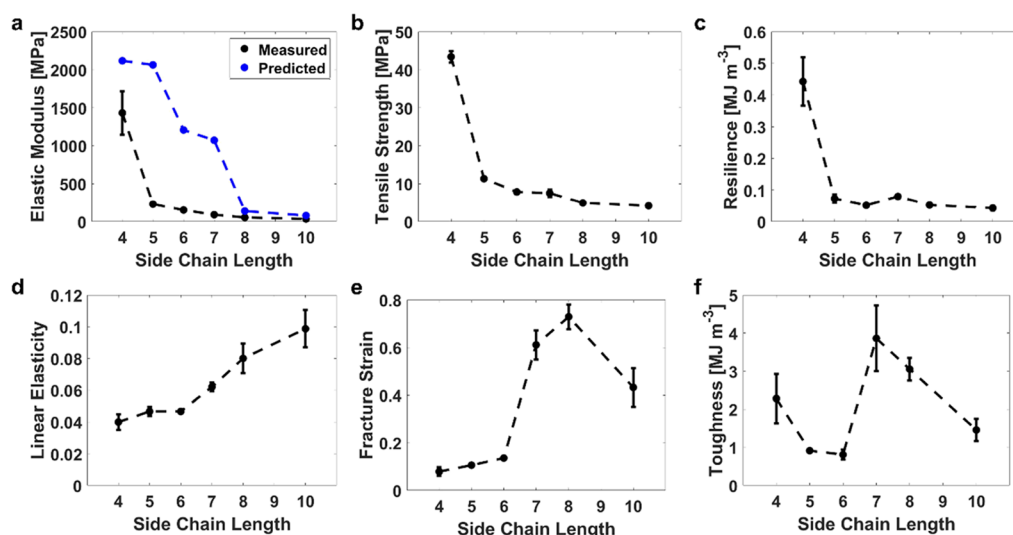 a
Elastic Modulus [MPa]
2500
2000
1500
1000
500
0
Measured
Predicted
4 5 6 7 8 9 10
Side Chain Length
b
Tensile Strength [MPa]
50
40
30
20
10
0
4 5 6 7 8 9 10
Side Chain Length
c
Resilience [MJ m⁻³]
0.6
0.5
0.4
0.3
0.2
0.1
0
4 5 6 7 8 9 10
Side Chain Length
d
Linear Elasticity
0.12
0.1
0.08
0.06
0.04
0.02
0
4 5 6 7 8 9 10
Side Chain Length
e
Fracture Strain
0.8
0.6
0.4
0.2
0
4 5 6 7 8 9 10
Side Chain Length
f
Toughness [MJ m⁻³]
5
4
3
2
1
0
4 5 6 7 8 9 10
Side Chain Length